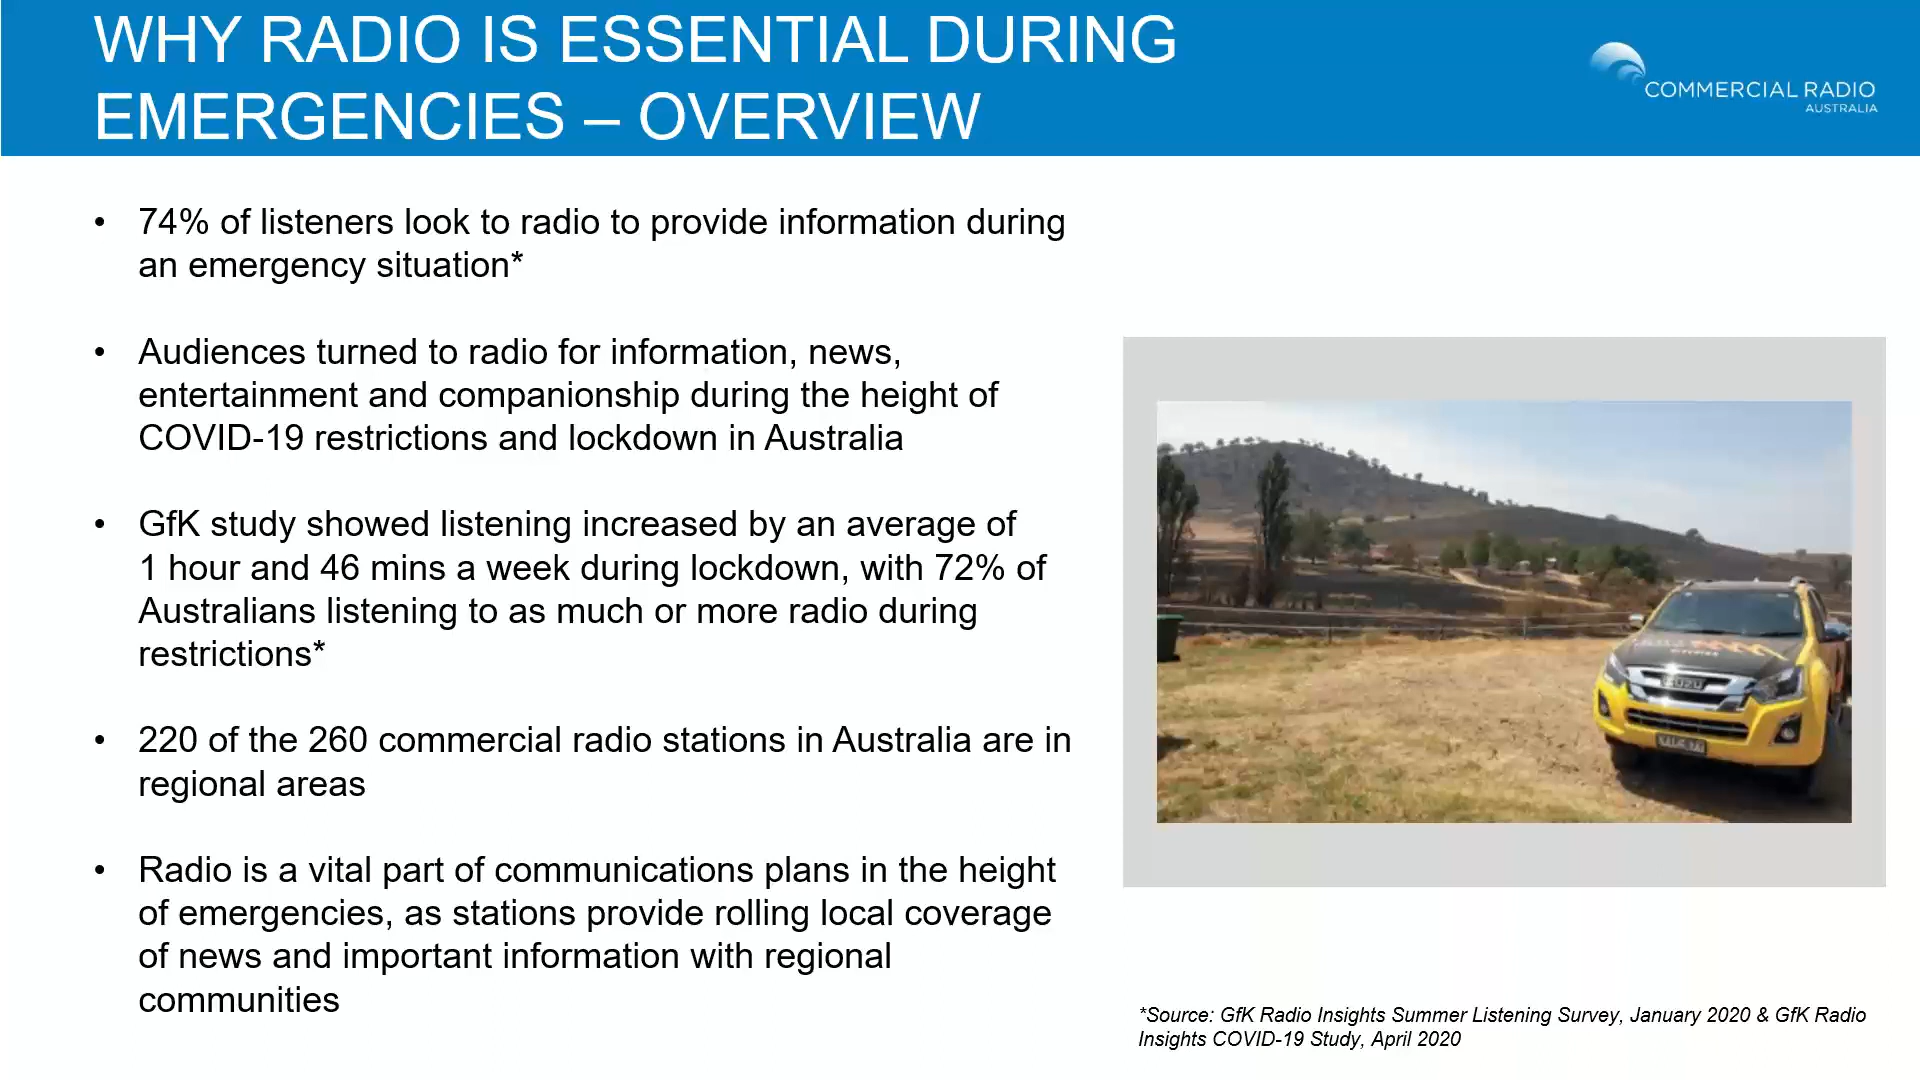 WHY RADIO IS ESSENTIAL DURING
EMERGENCIES – OVERVIEW
COMMERCIAL RADIO
AUSTRALIA
• 74% of listeners look to radio to provide information during
an emergency situation*
• Audiences turned to radio for information, news,
entertainment and companionship during the height of
COVID-19 restrictions and lockdown in Australia
• GfK study showed listening increased by an average of
1 hour and 46 mins a week during lockdown, with 72% of
Australians listening to as much or more radio during
restrictions*
• 220 of the 260 commercial radio stations in Australia are in
regional areas
• Radio is a vital part of communications plans in the height
of emergencies, as stations provide rolling local coverage
of news and important information with regional
communities
ISUZU
*Source: GfK Radio Insights Summer Listening Survey, January 2020 & GfK Radio
Insights COVID-19 Study, April 2020